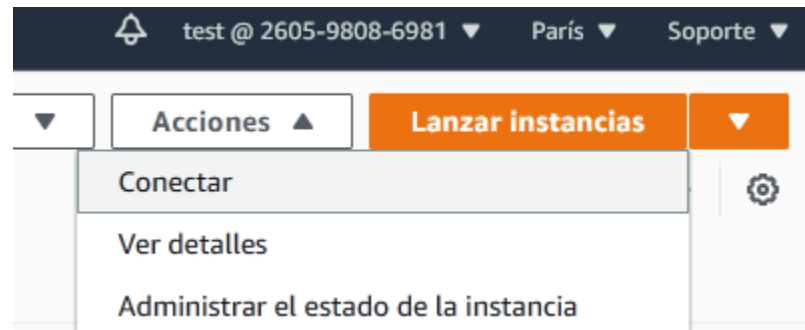 test @ 2605-9808-6981 ▼ París ▼ Soporte ▼
▼ Acciones ▲ Lanzar instancias ▼
Conectar
Ver detalles
Administrar el estado de la instancia